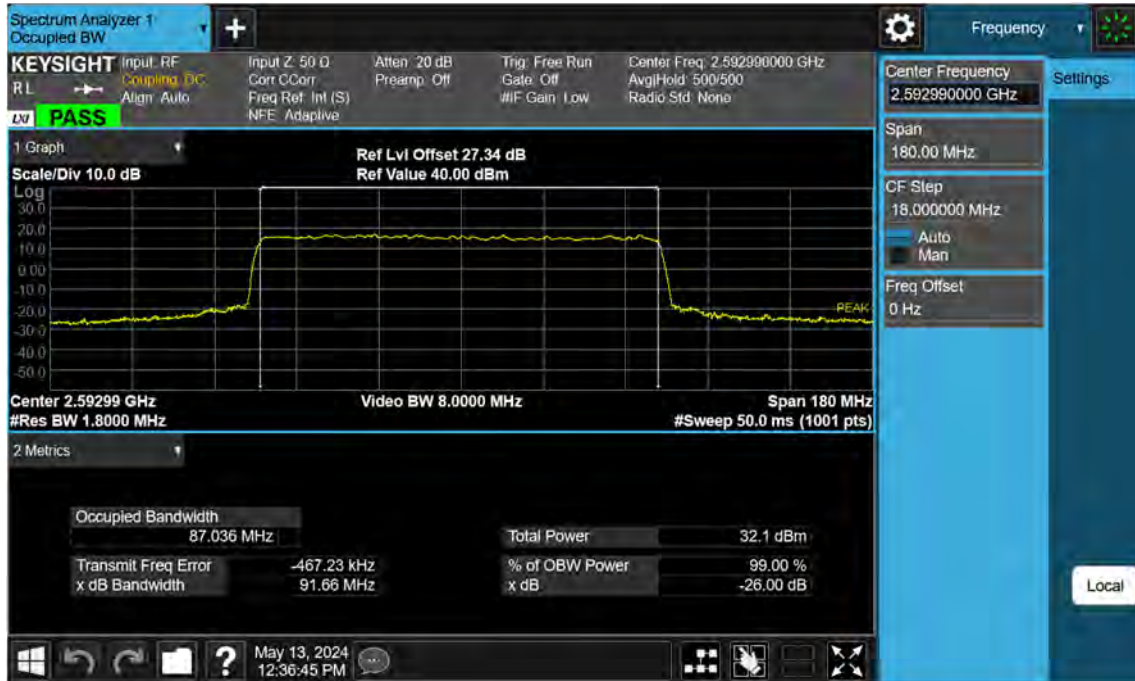 Spectrum Analyzer 1
Occupied BW
+
Frequency
KEYSIGHT
R L
LXI
PASS
Input: RF
Coupling: DC
Align: Auto
Input Z: 50 Ω
Corr CCorr
Freq Ref: Int (S)
NFE: Adaptive
Atten: 20 dB
Preamp: Off
Trig: Free Run
Gate: Off
#IF Gain: Low
Center Freq: 2.592990000 GHz
Avg|Hold: 500/500
Radio Std: None
Center Frequency
2.592990000 GHz
Settings
Span
180.00 MHz
CF Step
18.000000 MHz
Auto
Man
Freq Offset
0 Hz
Local
1 Graph
Scale/Div 10.0 dB
Ref Lvl Offset 27.34 dB
Ref Value 40.00 dBm
Log
30.0
20.0
10.0
0.00
-10.0
-20.0
-30.0
-40.0
-50.0
PEAK
Center 2.59299 GHz
#Res BW 1.8000 MHz
Video BW 8.0000 MHz
Span 180 MHz
#Sweep 50.0 ms (1001 pts)
2 Metrics
Occupied Bandwidth
87.036 MHz
Total Power 32.1 dBm
Transmit Freq Error -467.23 kHz
% of OBW Power 99.00 %
x dB Bandwidth 91.66 MHz
x dB -26.00 dB
?
May 13, 2024
12:36:45 PM